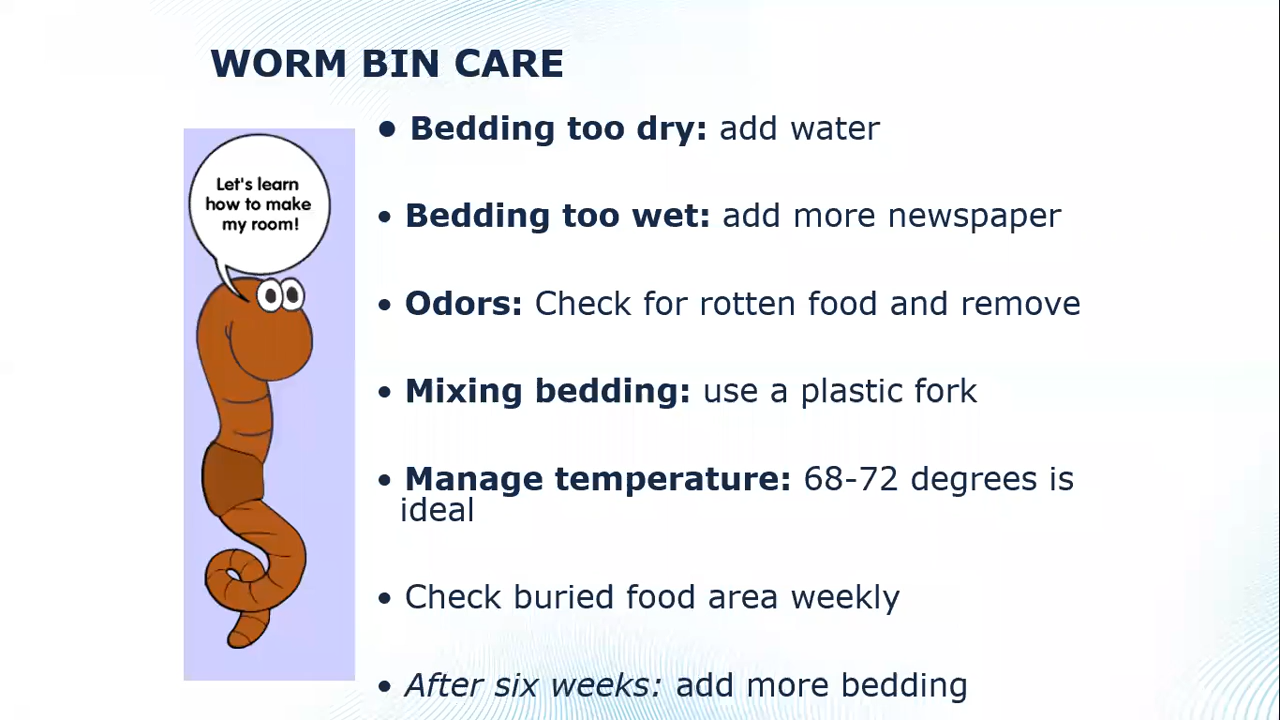 WORM BIN CARE
Let's learn
how to make
my room!
• Bedding too dry: add water
• Bedding too wet: add more newspaper
• Odors: Check for rotten food and remove
• Mixing bedding: use a plastic fork
• Manage temperature: 68-72 degrees is
ideal
• Check buried food area weekly
• After six weeks: add more bedding